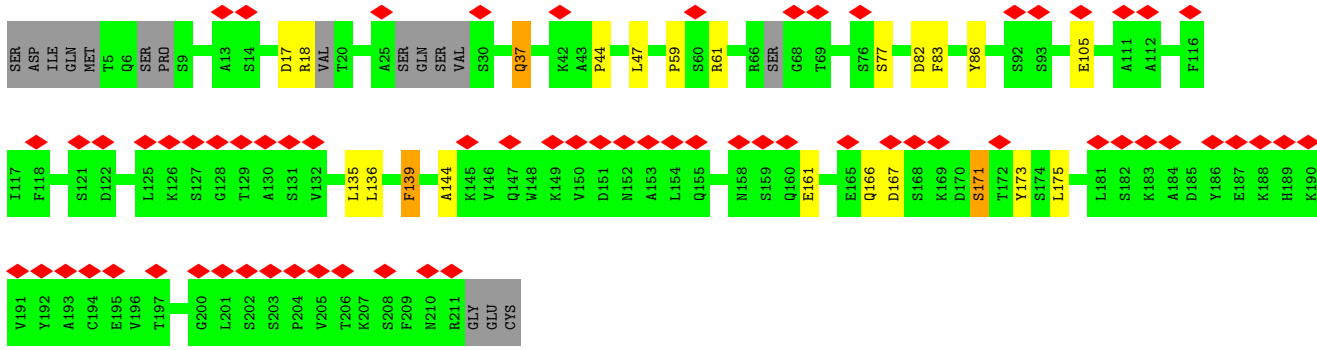 SER ASP ILE GLN MET T5 Q6 SER PRO S9 A13 S14 D17 R18 VAL T20 A25 SER GLN SER VAL S30 Q37 K42 A43 P44 L47 P59 S60 R61 R66 SER G68 T69 S76 S77 D82 F83 Y86 S92 S93 E105 A111 A112 F116
I117 F118 S121 D122 L125 K126 S127 G128 T129 A130 S131 V132 L135 L136 F139 A144 K145 V146 Q147 W148 K149 V150 D151 N152 A153 L154 Q155 N158 S159 Q160 E161 E165 Q166 D167 S168 K169 D170 S171 T172 Y173 S174 L175 L181 S182 K183 A184 D185 Y186 E187 K188 H189 K190
V191 Y192 A193 C194 E195 V196 T197 G200 L201 S202 S203 P204 V205 T206 K207 S208 F209 N210 R211 GLY GLU CYS